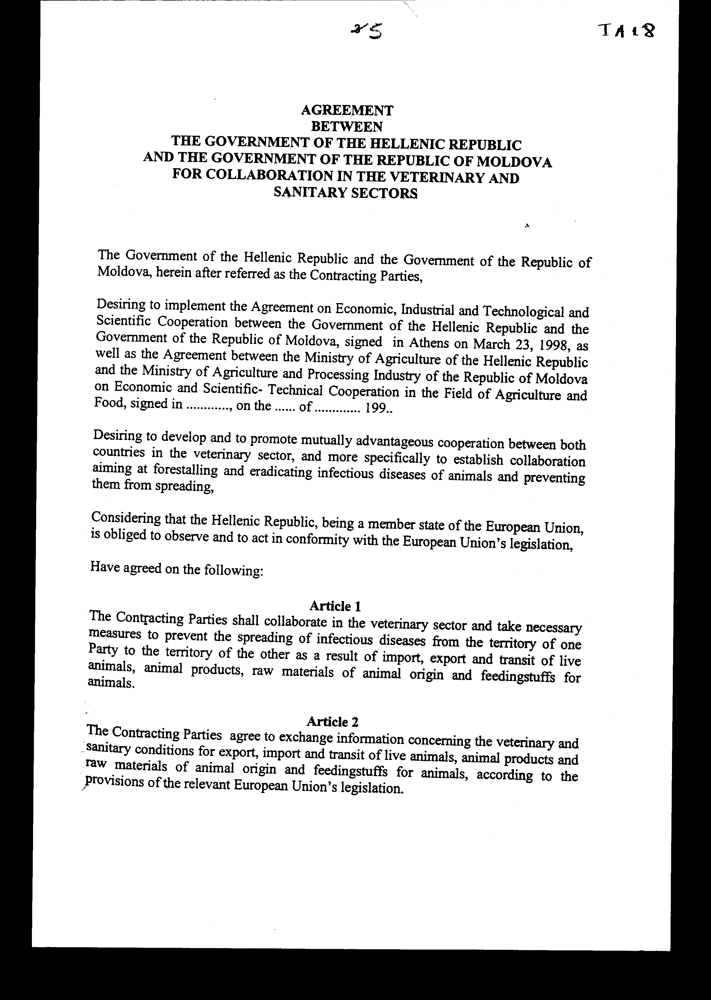 5
TA18
AGREEMENT
BETWEEN
THE GOVERNMENT OF THE HELLENIC REPUBLIC
AND THE GOVERNMENT OF THE REPUBLIC OF MOLDOVA
FOR COLLABORATION IN THE VETERINARY AND
SANITARY SECTORS
The Government of the Hellenic Republic and the Government of the Republic of
Moldova, herein after referred as the Contracting Parties,
Desiring to implement the Agreement on Economic, Industrial and Technological and
Scientific Cooperation between the Government of the Hellenic Republic and the
Government of the Republic of Moldova, signed in Athens on March 23, 1998, as
well as the Agreement between the Ministry of Agriculture of the Hellenic Republic
and the Ministry of Agriculture and Processing Industry of the Republic of Moldova
on Economic and Scientific- Technical Cooperation in the Field of Agriculture and
Food, signed in ............, on the ...... of ............. 199..
Desiring to develop and to promote mutually advantageous cooperation between both
countries in the veterinary sector, and more specifically to establish collaboration
aiming at forestalling and eradicating infectious diseases of animals and preventing
them from spreading,
Considering that the Hellenic Republic, being a member state of the European Union,
is obliged to observe and to act in conformity with the European Union's legislation,
Have agreed on the following:
Article 1
The Contracting Parties shall collaborate in the veterinary sector and take necessary
measures to prevent the spreading of infectious diseases from the territory of one
Party to the territory of the other as a result of import, export and transit of live
animals, animal products, raw materials of animal origin and feedingstuffs for
animals.
Article 2
The Contracting Parties agree to exchange information concerning the veterinary and
sanitary conditions for export, import and transit of live animals, animal products and
raw materials of animal origin and feedingstuffs for animals, according to the
provisions of the relevant European Union's legislation.